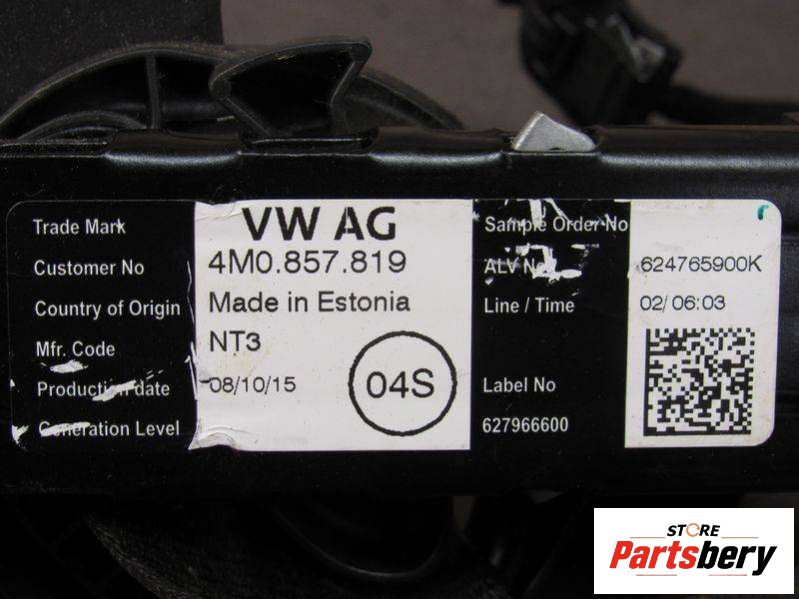 Trade Mark VW AG
Customer No 4M0.857.819
Country of Origin Made in Estonia
Mfr. Code NT3
Production date 08/10/15
Generation Level
04S
Sample Order No
ALV No 624765900K
Line / Time 02/06:03
Label No
627966600
STORE
Partsbery